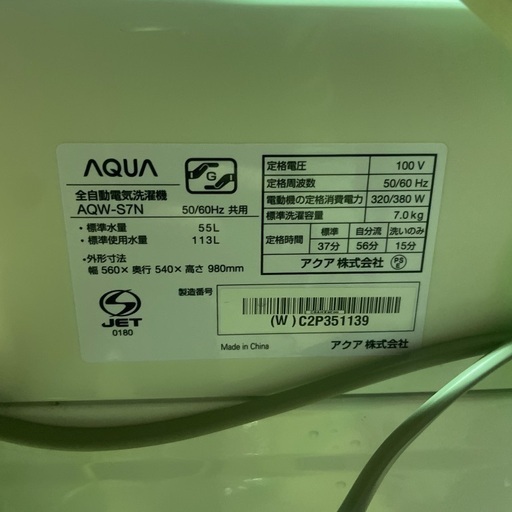 AQUA
G
全自動電気洗濯機
AQW-S7N 50/60Hz 共用
・標準水量 55L
・標準使用水量 113L
・外形寸法
幅 560×奥行 540×高さ 980mm
定格電圧 100 V
定格周波数 50/60 Hz
電動機の定格消費電力 320/380 W
標準洗濯容量 7.0 kg
定格時間 標準 自分流 洗いのみ
37分 56分 15分
アクア 株式会社 PSE
S
JET
0180
製造番号
(W) C2P351139
Made in China
アクア 株式会社